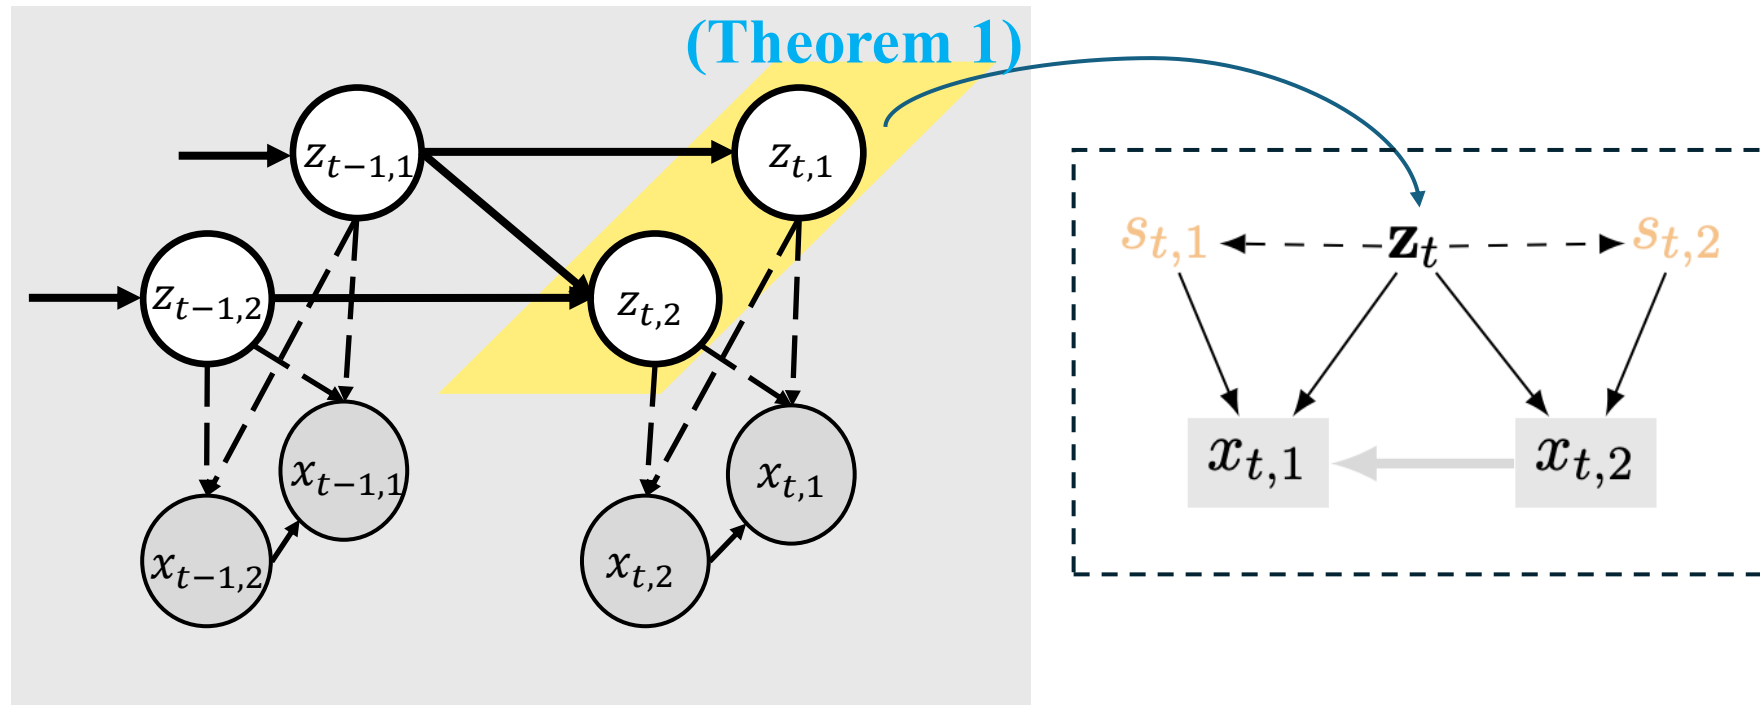 (Theorem 1)
z_{t−1,1}
z_{t,1}
z_{t−1,2}
z_{t,2}
x_{t−1,1}
x_{t,1}
x_{t−1,2}
x_{t,2}
s_{t,1}
z_t
s_{t,2}
x_{t,1}
x_{t,2}